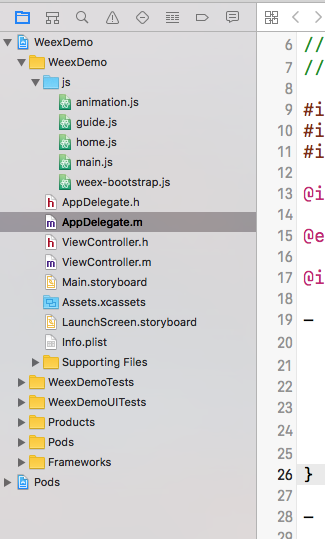 WeexDemo
WeexDemo
js
animation.js
guide.js
home.js
main.js
weex-bootstrap.js
h AppDelegate.h
m AppDelegate.m
h ViewController.h
m ViewController.m
Main.storyboard
Assets.xcassets
LaunchScreen.storyboard
Info.plist
Supporting Files
WeexDemoTests
WeexDemoUITests
Products
Pods
Frameworks
Pods
6 //
7 //
8
9 #i
10 #i
11 #i
12
13 @i
14
15 @e
16
17 @i
18
19 –
20
21
22
23
24
25
26 }
27
28 –
29